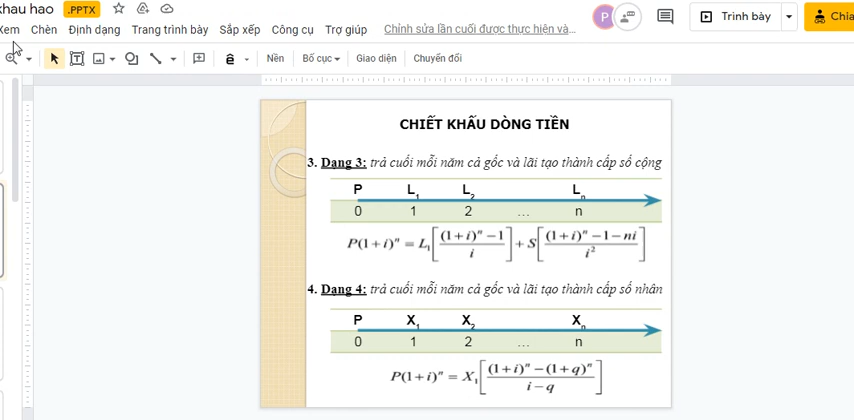 khau hao .PPTX
Xem Chèn Định dạng Trang trình bày Sắp xếp Công cụ Trợ giúp Chỉnh sửa lần cuối được thực hiện và... P Trình bày Chia
Nền Bố cục Giao diện Chuyển đổi
CHIẾT KHẤU DÒNG TIỀN
3. Dạng 3: trả cuối mỗi năm cả gốc và lãi tạo thành cấp số cộng
P L₁ L₂ Lₙ
0 1 2 ... n
P(1+i)ⁿ = L₁[((1+i)ⁿ−1)/i] + S[((1+i)ⁿ−1−ni)/i²]
4. Dạng 4: trả cuối mỗi năm cả gốc và lãi tạo thành cấp số nhân
P X₁ X₂ Xₙ
0 1 2 ... n
P(1+i)ⁿ = X₁[((1+i)ⁿ−(1+q)ⁿ)/(i−q)]